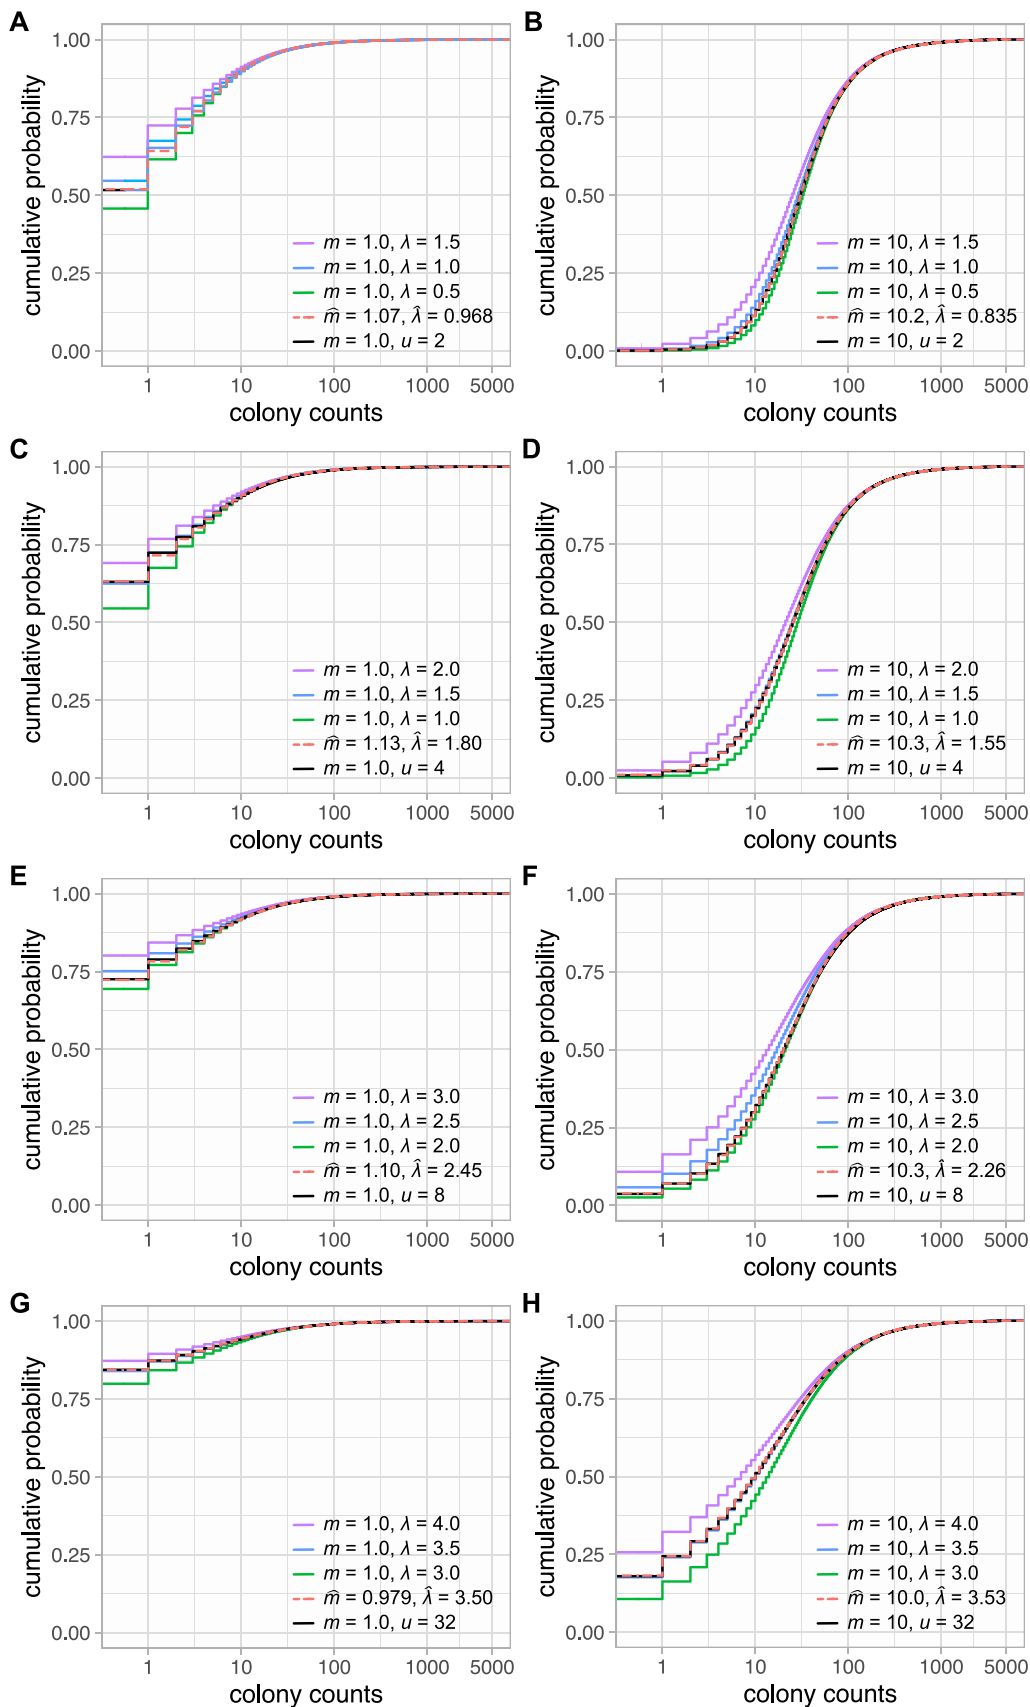 A
cumulative probability
1.00
0.75
0.50
0.25
0.00
m = 1.0, λ = 1.5
m = 1.0, λ = 1.0
m = 1.0, λ = 0.5
m̂ = 1.07, λ̂ = 0.968
m = 1.0, u = 2
1 10 100 1000 5000
colony counts
B
cumulative probability
1.00
0.75
0.50
0.25
0.00
m = 10, λ = 1.5
m = 10, λ = 1.0
m = 10, λ = 0.5
m̂ = 10.2, λ̂ = 0.835
m = 10, u = 2
1 10 100 1000 5000
colony counts
C
cumulative probability
1.00
0.75
0.50
0.25
0.00
m = 1.0, λ = 2.0
m = 1.0, λ = 1.5
m = 1.0, λ = 1.0
m̂ = 1.13, λ̂ = 1.80
m = 1.0, u = 4
1 10 100 1000 5000
colony counts
D
cumulative probability
1.00
0.75
0.50
0.25
0.00
m = 10, λ = 2.0
m = 10, λ = 1.5
m = 10, λ = 1.0
m̂ = 10.3, λ̂ = 1.55
m = 10, u = 4
1 10 100 1000 5000
colony counts
E
cumulative probability
1.00
0.75
0.50
0.25
0.00
m = 1.0, λ = 3.0
m = 1.0, λ = 2.5
m = 1.0, λ = 2.0
m̂ = 1.10, λ̂ = 2.45
m = 1.0, u = 8
1 10 100 1000 5000
colony counts
F
cumulative probability
1.00
0.75
0.50
0.25
0.00
m = 10, λ = 3.0
m = 10, λ = 2.5
m = 10, λ = 2.0
m̂ = 10.3, λ̂ = 2.26
m = 10, u = 8
1 10 100 1000 5000
colony counts
G
cumulative probability
1.00
0.75
0.50
0.25
0.00
m = 1.0, λ = 4.0
m = 1.0, λ = 3.5
m = 1.0, λ = 3.0
m̂ = 0.979, λ̂ = 3.50
m = 1.0, u = 32
1 10 100 1000 5000
colony counts
H
cumulative probability
1.00
0.75
0.50
0.25
0.00
m = 10, λ = 4.0
m = 10, λ = 3.5
m = 10, λ = 3.0
m̂ = 10.0, λ̂ = 3.53
m = 10, u = 32
1 10 100 1000 5000
colony counts